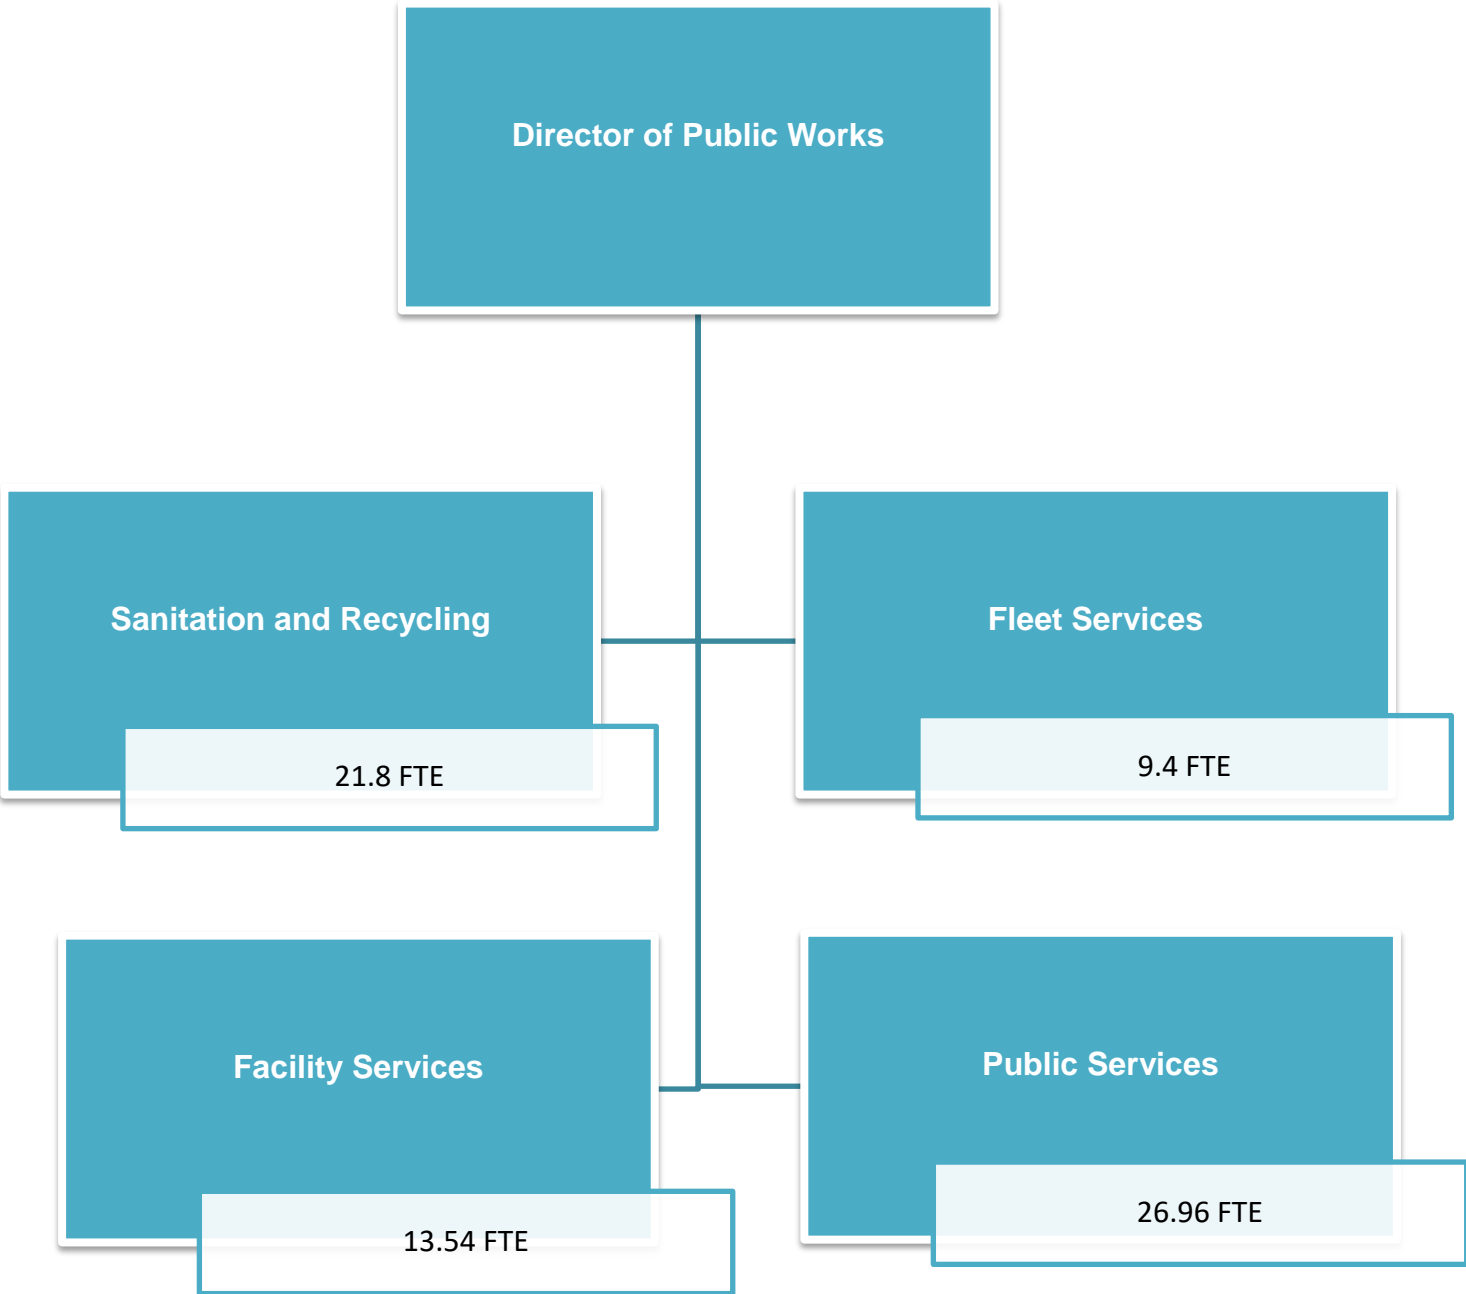 Director of Public Works
Sanitation and Recycling
21.8 FTE
Fleet Services
9.4 FTE
Facility Services
13.54 FTE
Public Services
26.96 FTE